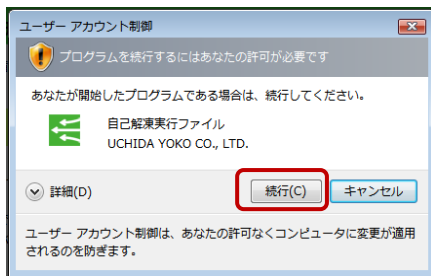 ユーザー アカウント制御
プログラムを続行するにはあなたの許可が必要です
あなたが開始したプログラムである場合は、続行してください。
自己解凍実行ファイル
UCHIDA YOKO CO., LTD.
詳細(D)
続行(C)
キャンセル
ユーザー アカウント制御は、あなたの許可なくコンピュータに変更が適用
されるのを防ぎます。